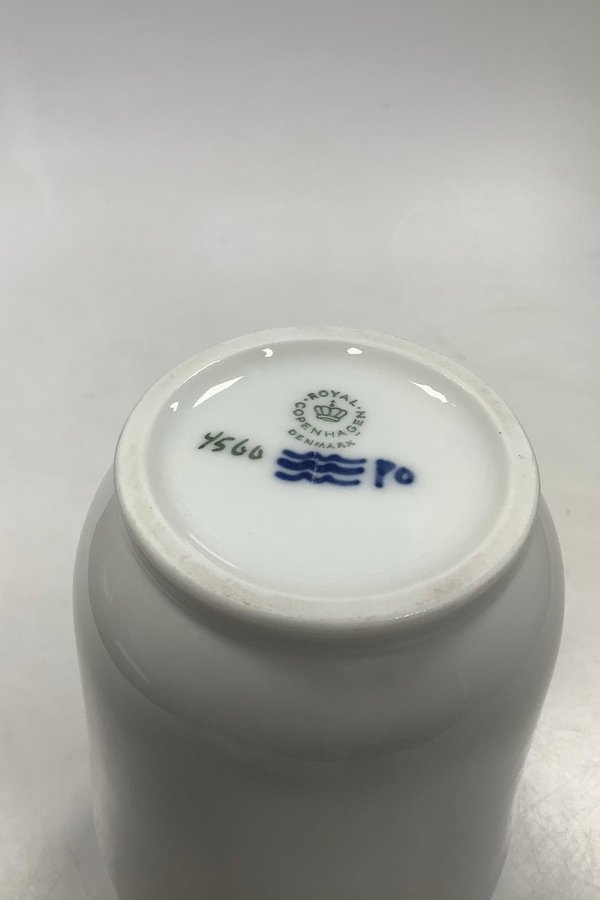 ROYAL
COPENHAGEN
DENMARK
4560
PO